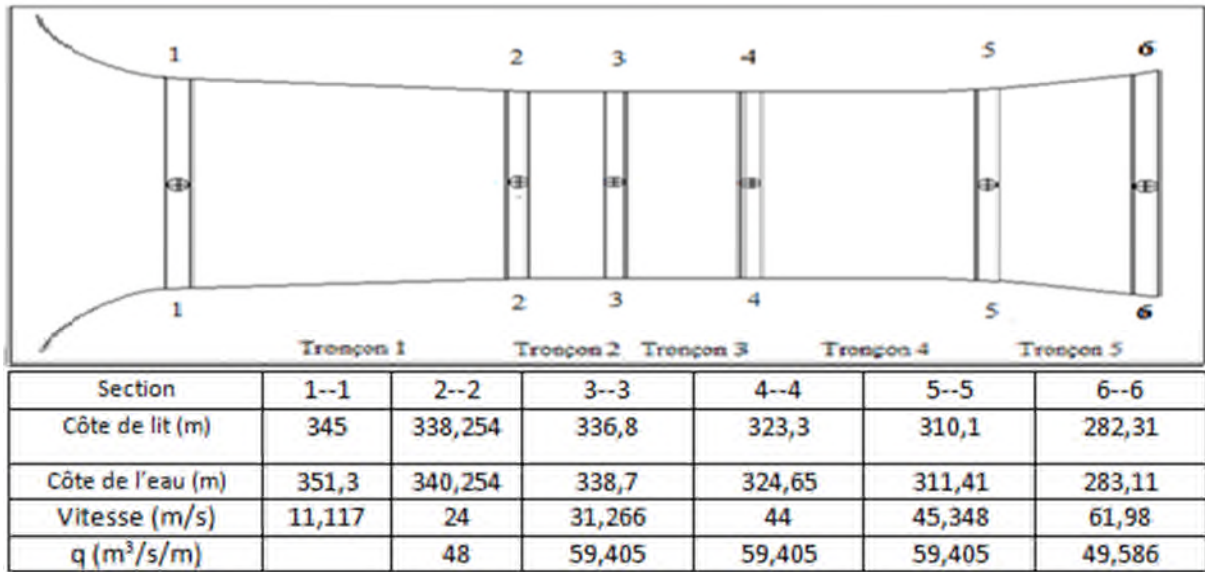 1 2 3 4 5 6
1 2 3 4 5 6
Tronçon 1 Tronçon 2 Tronçon 3 Tronçon 4 Tronçon 5
Section 1--1 2--2 3--3 4--4 5--5 6--6
Côte de lit (m) 345 338,254 336,8 323,3 310,1 282,31
Côte de l'eau (m) 351,3 340,254 338,7 324,65 311,41 283,11
Vitesse (m/s) 11,117 24 31,266 44 45,348 61,98
q (m³/s/m) 48 59,405 59,405 59,405 49,586